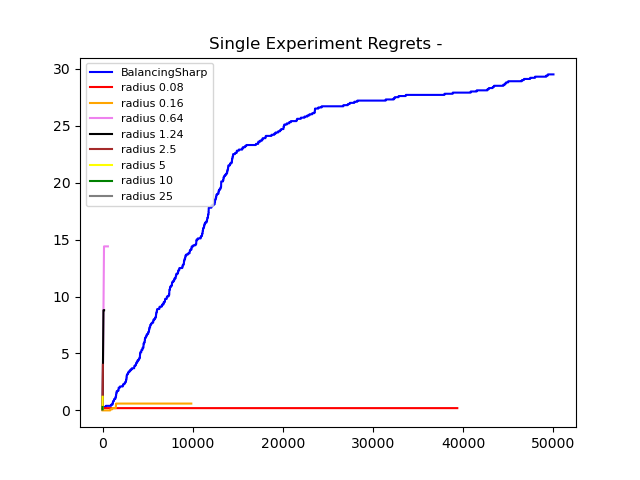 Single Experiment Regrets -
BalancingSharp
radius 0.08
radius 0.16
radius 0.64
radius 1.24
radius 2.5
radius 5
radius 10
radius 25
30
25
20
15
10
5
0
0 10000 20000 30000 40000 50000